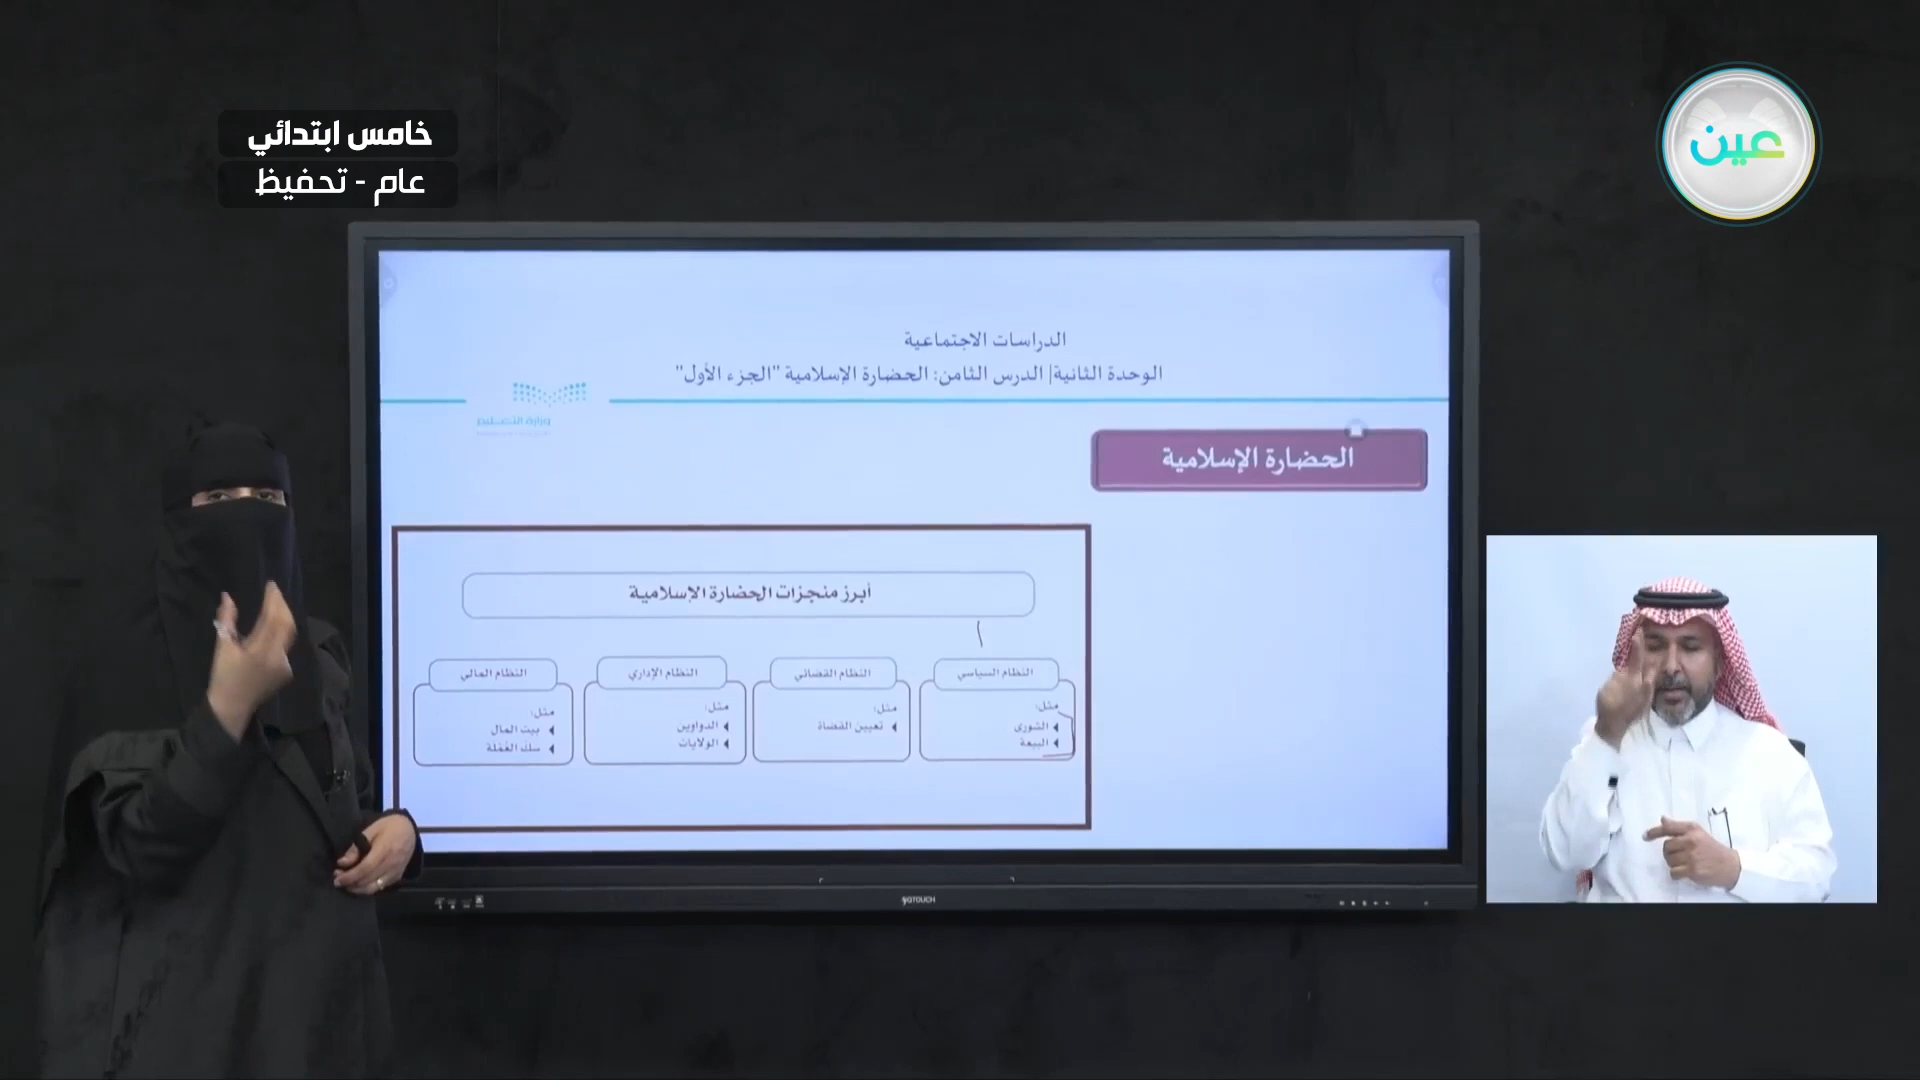 خامس ابتدائي
عام - تحفيظ
عين
الدراسات الاجتماعية
الوحدة الثانية| الدرس الثامن: الحضارة الإسلامية "الجزء الأول"
وزارة التعليم
الحضارة الإسلامية
أبرز منجزات الحضارة الإسلامية
النظام السياسي
مثل:
الشورى
البيعة
النظام القضائي
مثل:
تعيين القضاة
النظام الإداري
مثل:
الدواوين
الولايات
النظام المالي
مثل:
بيت المال
سك العُملة